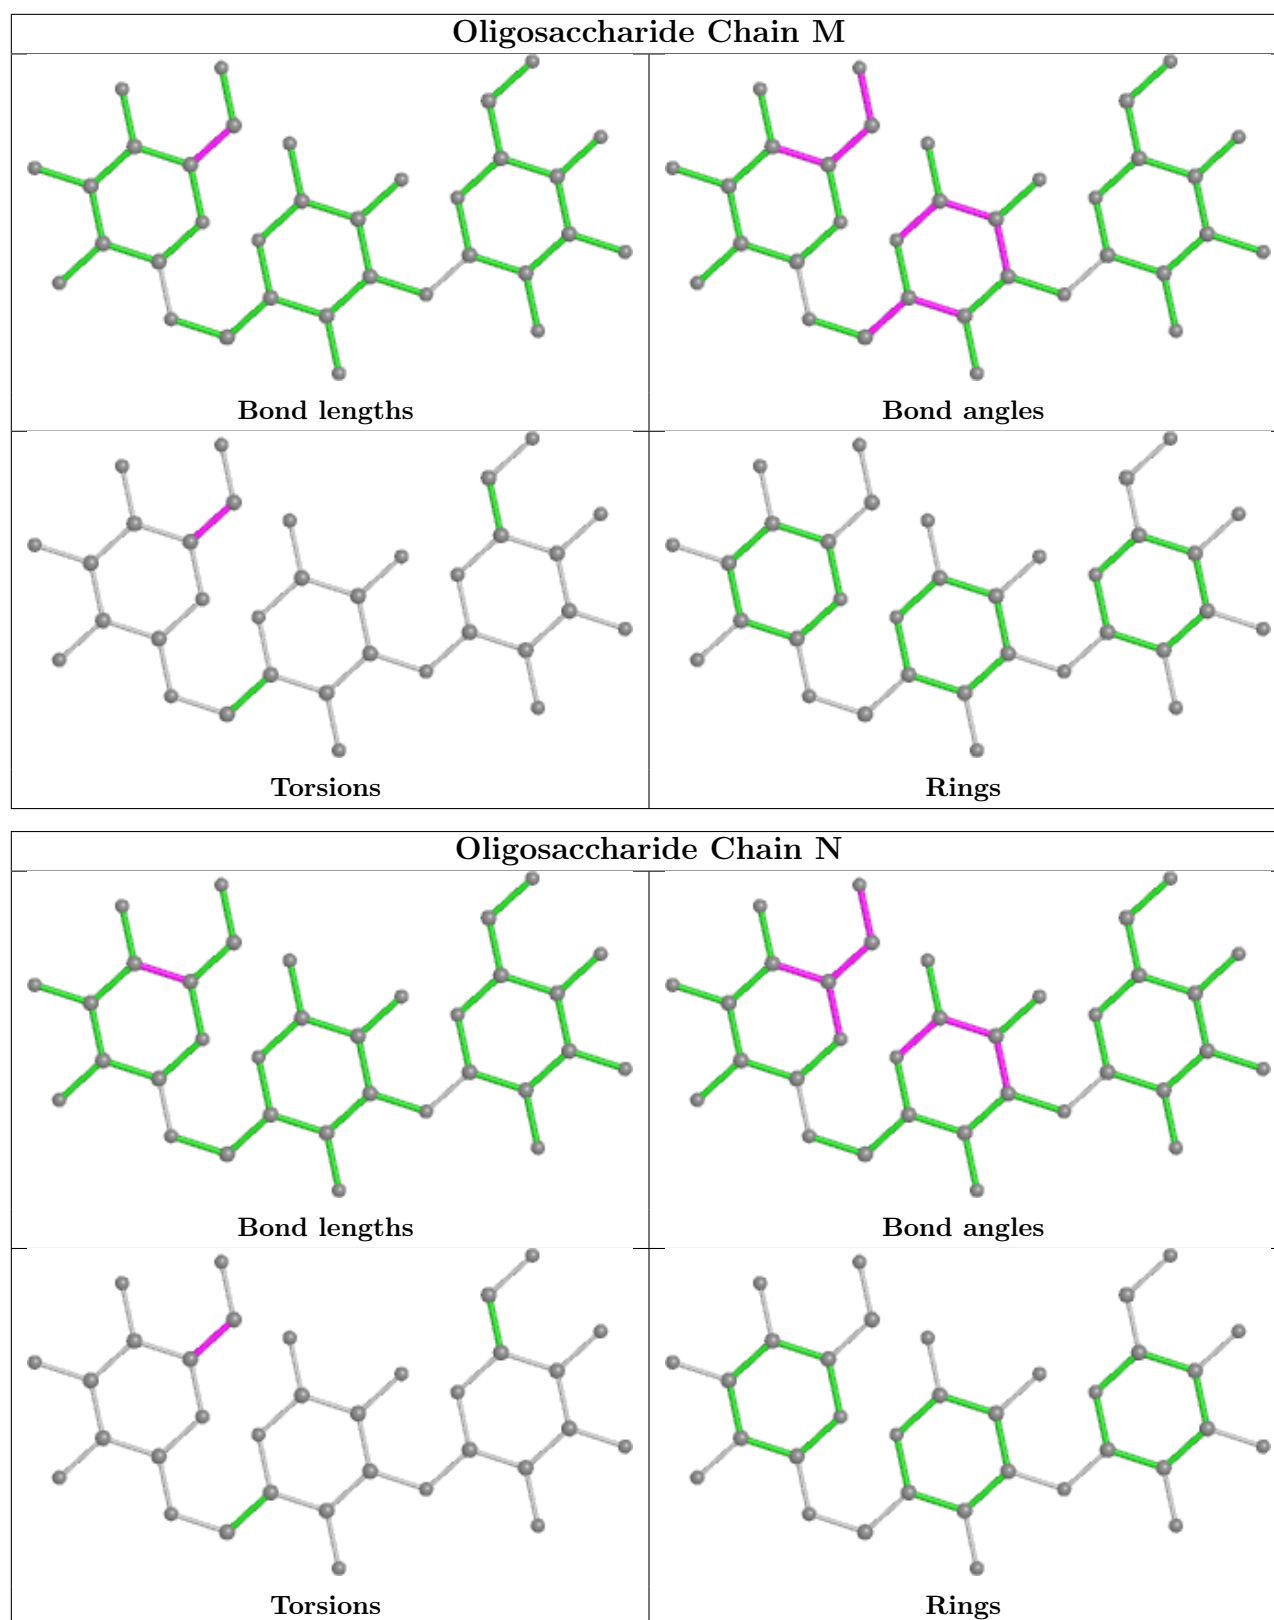 Oligosaccharide Chain M
Bond lengths
Bond angles
Torsions
Rings
Oligosaccharide Chain N
Bond lengths
Bond angles
Torsions
Rings